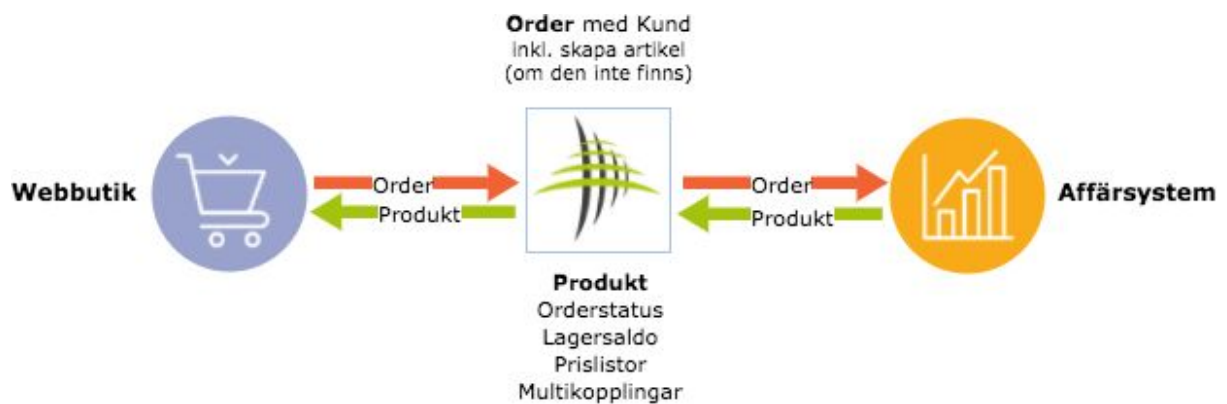 Order med Kund
inkl. skapa artikel
(om den inte finns)
Webbutik
Order
Produkt
Order
Produkt
Affärsystem
Produkt
Orderstatus
Lagersaldo
Prislistor
Multikopplingar